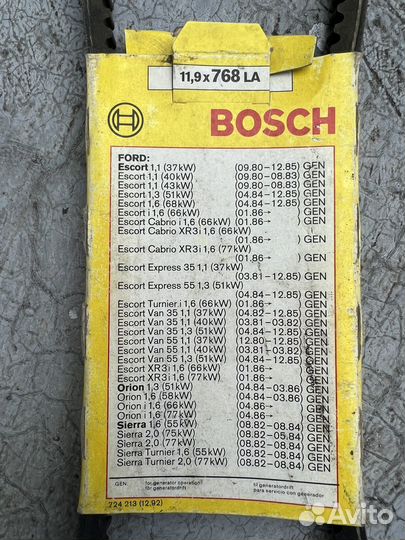 11,9 x 768 LA
BOSCH
FORD:
Escort 1,1 (37kW) (09.80–12.85) GEN
Escort 1,1 (40kW) (09.80–08.83) GEN
Escort 1,1 (43kW) (09.80–08.83) GEN
Escort 1,3 (51kW) (04.84–12.85) GEN
Escort 1,6 (68kW) (04.84–12.85) GEN
Escort i 1,6 (66kW) (01.86→ ) GEN
Escort Cabrio i 1,6 (66kW) (01.86→ ) GEN
Escort Cabrio XR3i 1,6 (66kW)
(01.86→ ) GEN
Escort Cabrio XR3i 1,6 (77kW)
(01.86→ ) GEN
Escort Express 35 1,1 (37kW)
(03.81–12.85) GEN
Escort Express 55 1,3 (51kW)
(04.84–12.85) GEN
Escort Turnier i 1,6 (66kW) (01.86→ ) GEN
Escort Van 35 1,1 (37kW) (04.82–12.85) GEN
Escort Van 35 1,1 (40kW) (03.81–03.82) GEN
Escort Van 35 1,3 (51kW) (04.84–12.85) GEN
Escort Van 55 1,1 (37kW) (12.80–12.85) GEN
Escort Van 55 1,1 (40kW) (03.81–03.82) GEN
Escort Van 55 1,3 (51kW) (04.84–12.85) GEN
Escort XR3i 1,6 (66kW) (01.86→ ) GEN
Escort XR3i 1,6 (77kW) (01.86→ ) GEN
Orion 1,3 (51kW) (04.84–03.86) GEN
Orion 1,6 (58kW) (04.84–03.86) GEN
Orion i 1,6 (66kW) (01.86→ ) GEN
Orion i 1,6 (77kW) (01.86→ ) GEN
Sierra 1,6 (55kW) (08.82–08.84) GEN
Sierra 2,0 (75kW) (08.82–05.84) GEN
Sierra 2,0 (77kW) (08.82–08.84) GEN
Sierra Turnier 1,6 (55kW) (08.82–08.84) GEN
Sierra Turnier 2,0 (77kW) (08.82–08.84) GEN
GEN for generator operation til generatordrift
för generatordrift para servicio con generador
724 213 (12.92)
Avito